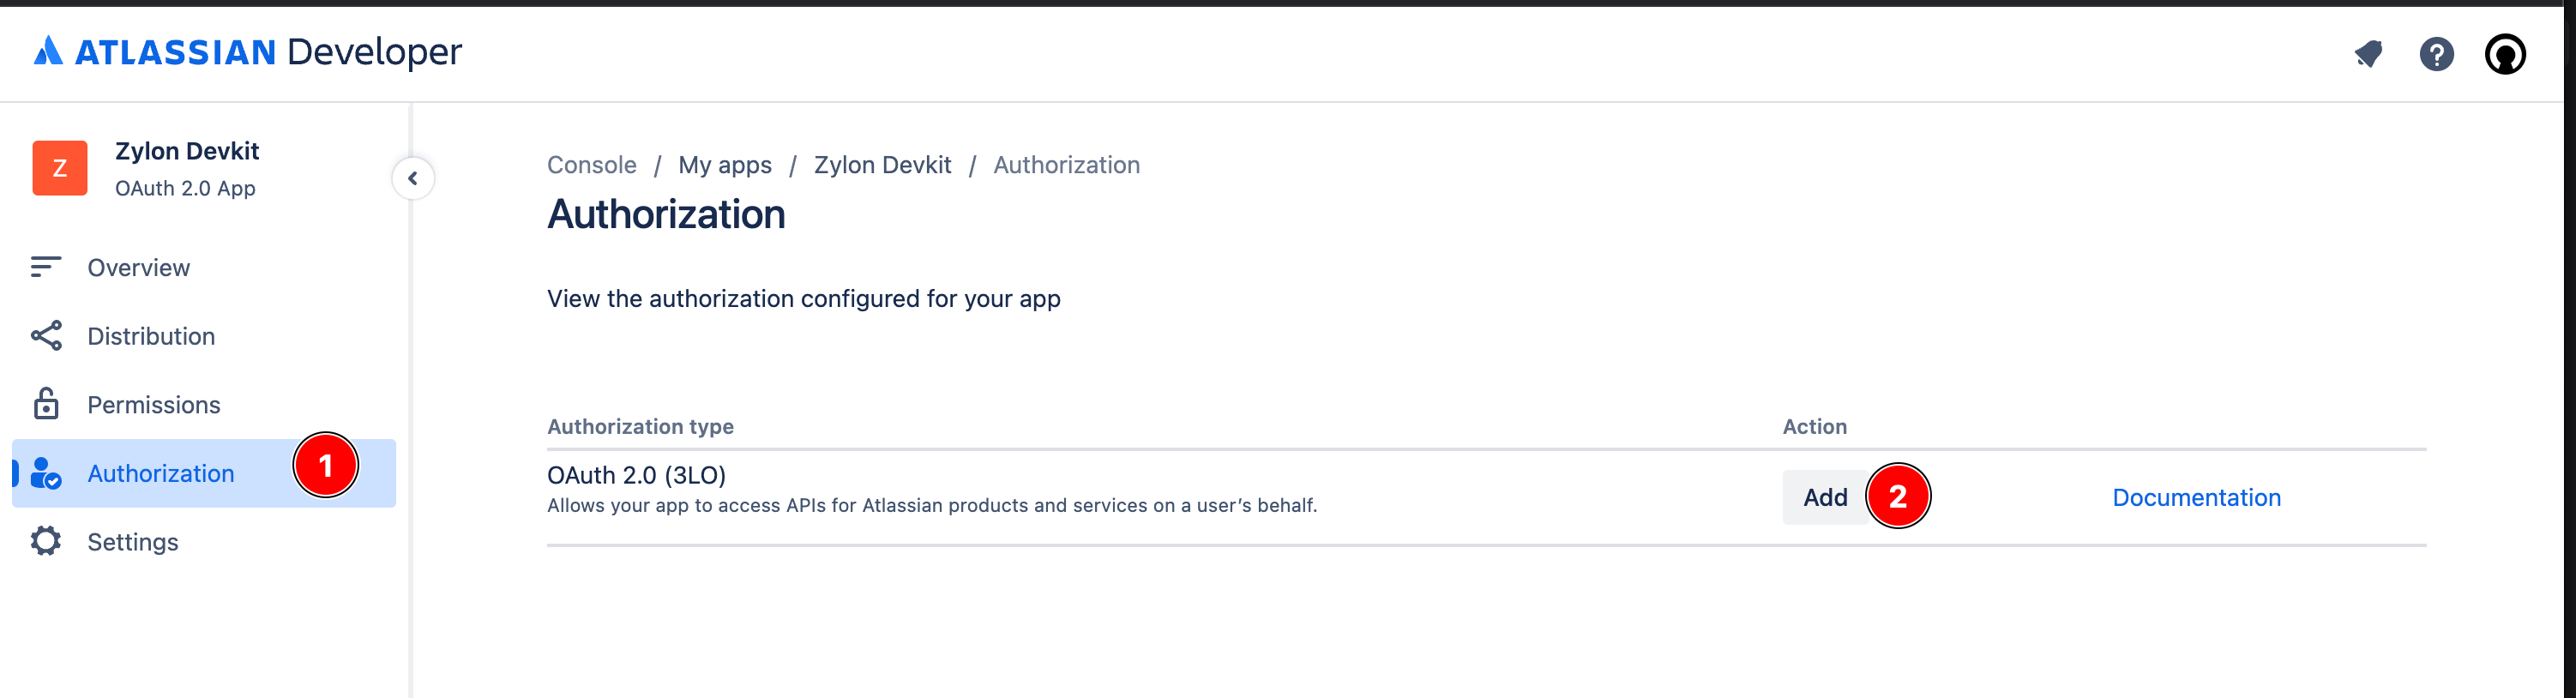 ATLASSIAN Developer
?
Z
Zylon Devkit
OAuth 2.0 App
Overview
Distribution
Permissions
Authorization
1
Settings
Console / My apps / Zylon Devkit / Authorization
Authorization
View the authorization configured for your app
Authorization type
Action
OAuth 2.0 (3LO)
Allows your app to access APIs for Atlassian products and services on a user’s behalf.
Add
2
Documentation